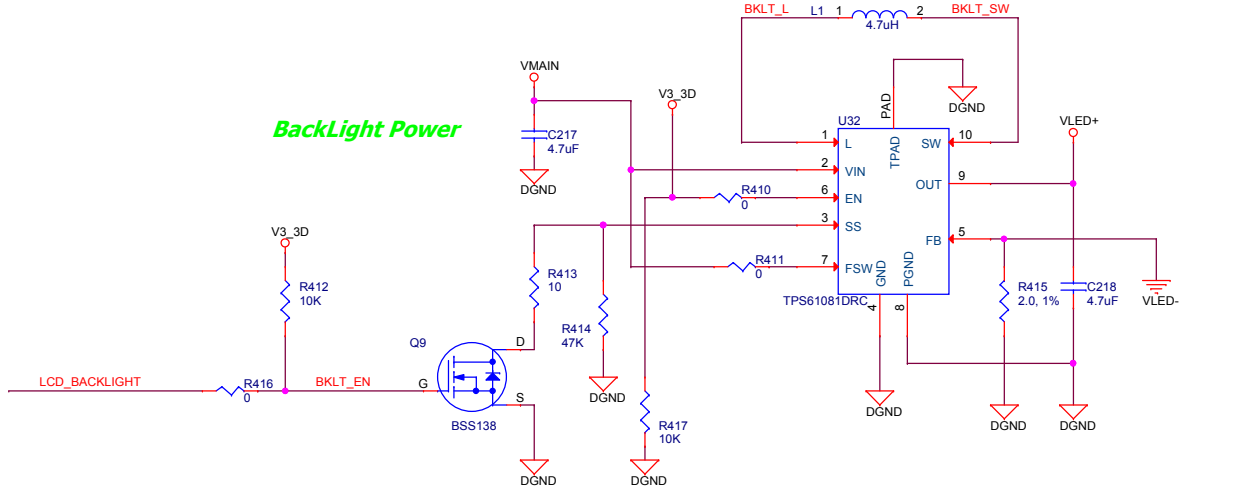 BKLT_L L1 1 2 BKLT_SW
4.7uH
VMAIN
V3_3D
PAD
DGND
BackLight Power
C217
4.7uF
DGND
U32
VLED+
1 L TPAD SW 10
2 VIN
OUT 9
R410
0
6 EN
3 SS
FB 5
V3_3D
R411
0
7 FSW
GND
PGND
TPS61081DRC
4
8
R412
10K
R413
10
R414
47K
R415
2.0, 1%
C218
4.7uF
VLED-
Q9
D
LCD_BACKLIGHT
R416
0
BKLT_EN
G
S
BSS138
DGND
DGND
DGND
DGND
R417
10K
DGND
DGND